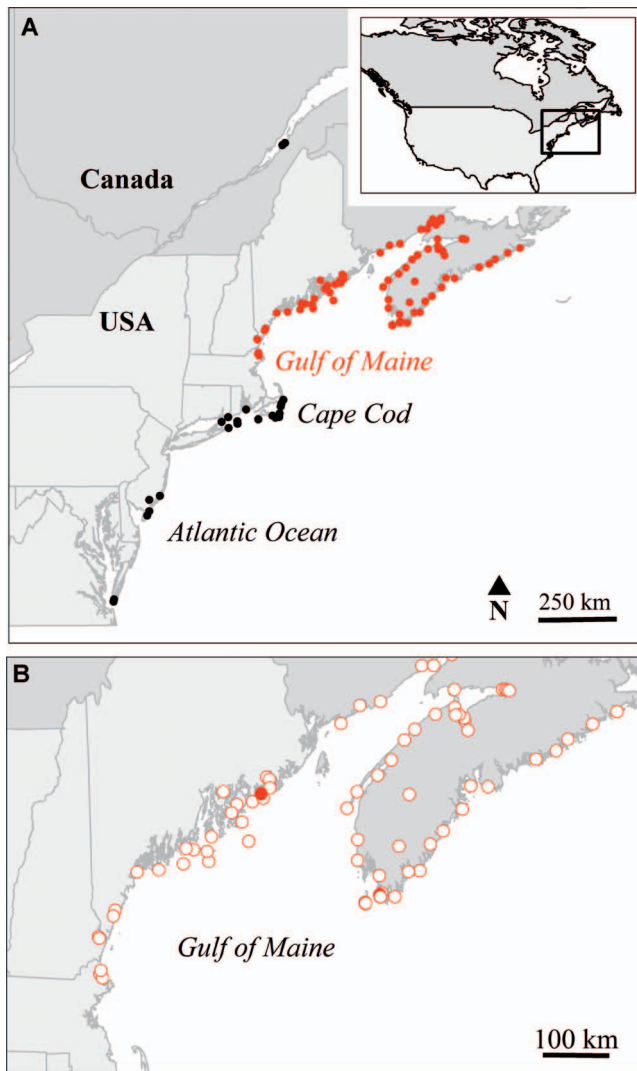 A
Canada
USA
Gulf of Maine
Cape Cod
Atlantic Ocean
N
250 km
B
Gulf of Maine
100 km